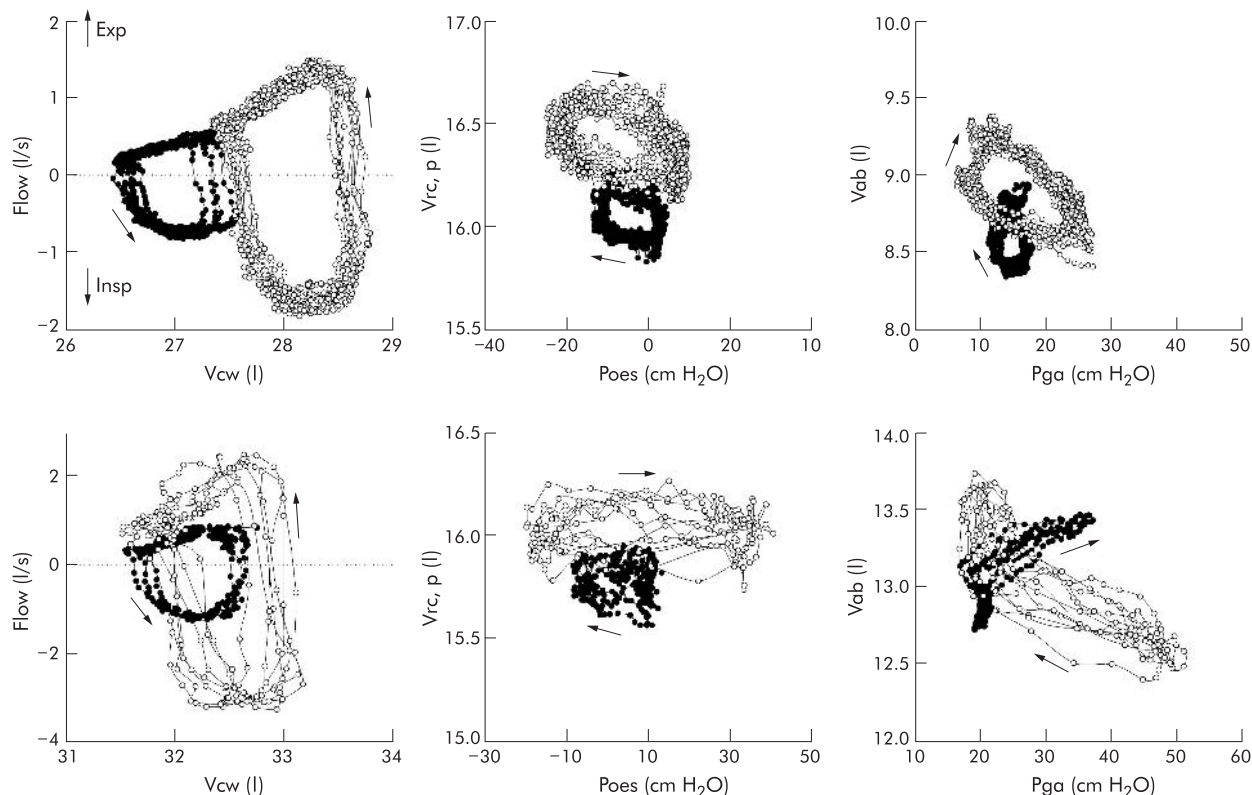 2
Exp
1
0
−1
Insp
−2
26 27 28 29
Flow (l/s)
Vcw (l)
17.0
16.5
16.0
15.5
−40 −20 0 20 10
Vrc, p (l)
Poes (cm H2O)
10.0
9.5
9.0
8.5
8.0
0 10 20 30 40 50
Vab (l)
Pga (cm H2O)
2
0
−2
−4
31 32 33 34
Flow (l/s)
Vcw (l)
16.5
16.0
15.5
15.0
−30 −10 10 30 50
Vrc, p (l)
Poes (cm H2O)
14.0
13.5
13.0
12.5
12.0
10 20 30 40 50 60
Vab (l)
Pga (cm H2O)